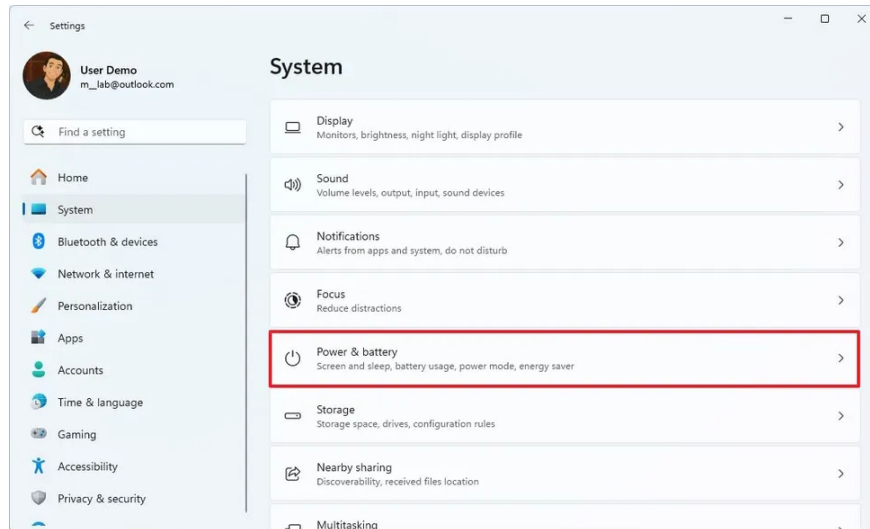 Settings
User Demo
m_lab@outlook.com
Find a setting
Home
System
Bluetooth & devices
Network & internet
Personalization
Apps
Accounts
Time & language
Gaming
Accessibility
Privacy & security
System
Display
Monitors, brightness, night light, display profile
Sound
Volume levels, output, input, sound devices
Notifications
Alerts from apps and system, do not disturb
Focus
Reduce distractions
Power & battery
Screen and sleep, battery usage, power mode, energy saver
Storage
Storage space, drives, configuration rules
Nearby sharing
Discoverability, received files location
Multitasking